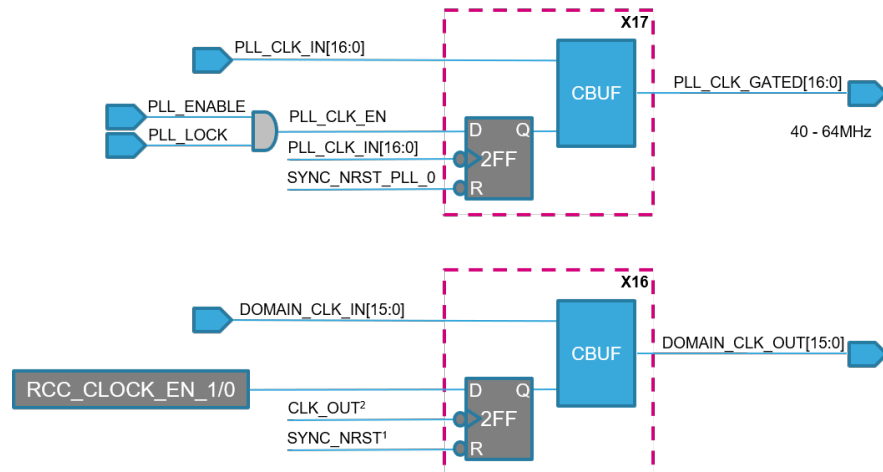 X17
PLL_CLK_IN[16:0]
CBUF
PLL_CLK_GATED[16:0]
PLL_ENABLE
PLL_CLK_EN
D
Q
PLL_LOCK
40 - 64MHz
PLL_CLK_IN[16:0]
2FF
SYNC_NRST_PLL_0
R
X16
DOMAIN_CLK_IN[15:0]
CBUF
DOMAIN_CLK_OUT[15:0]
RCC_CLOCK_EN_1/0
D
Q
CLK_OUT²
2FF
SYNC_NRST¹
R